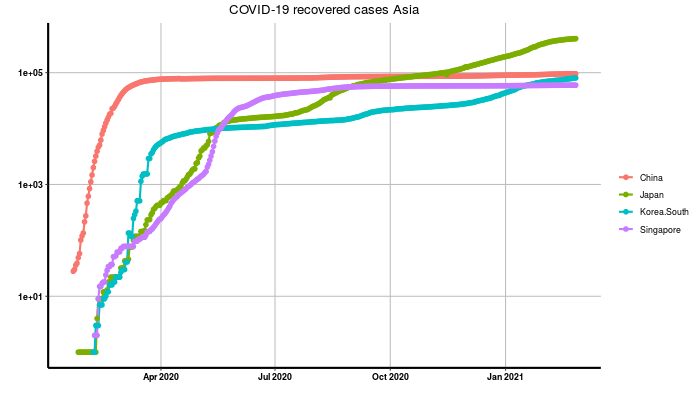 COVID-19 recovered cases Asia
1e+05
1e+03
1e+01
Apr 2020
Jul 2020
Oct 2020
Jan 2021
China
Japan
Korea.South
Singapore